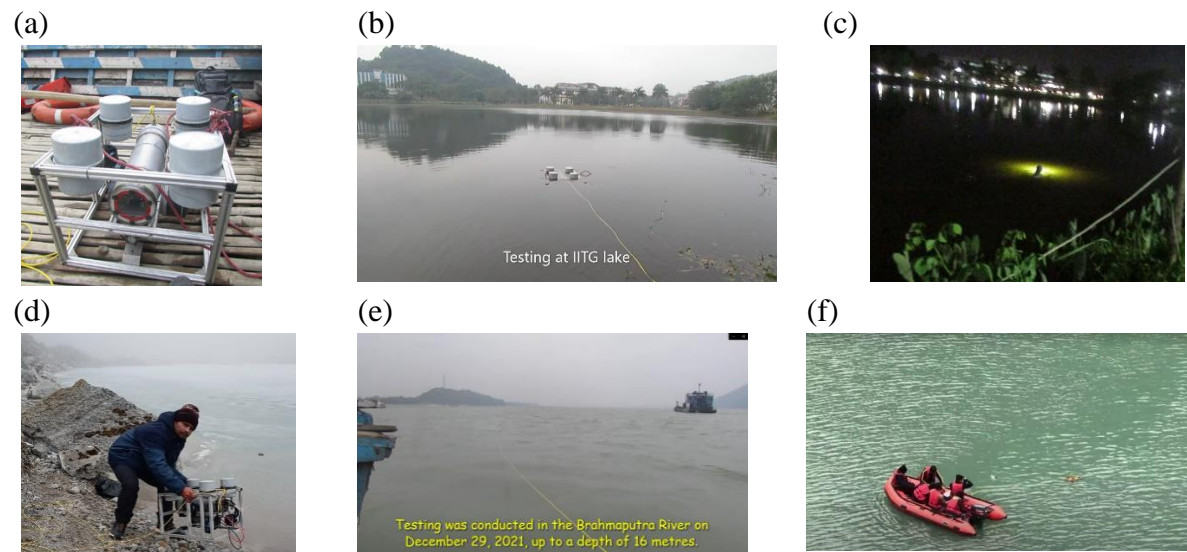 (a)
(b)
(c)
Testing at IITG lake
(d)
(e)
(f)
Testing was conducted in the Brahmaputra River on
December 29, 2021, up to a depth of 16 metres.